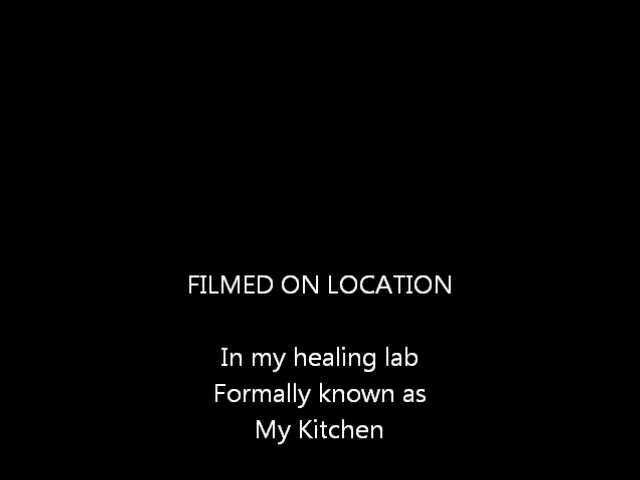 FILMED ON LOCATION
In my healing lab
Formally known as
My Kitchen